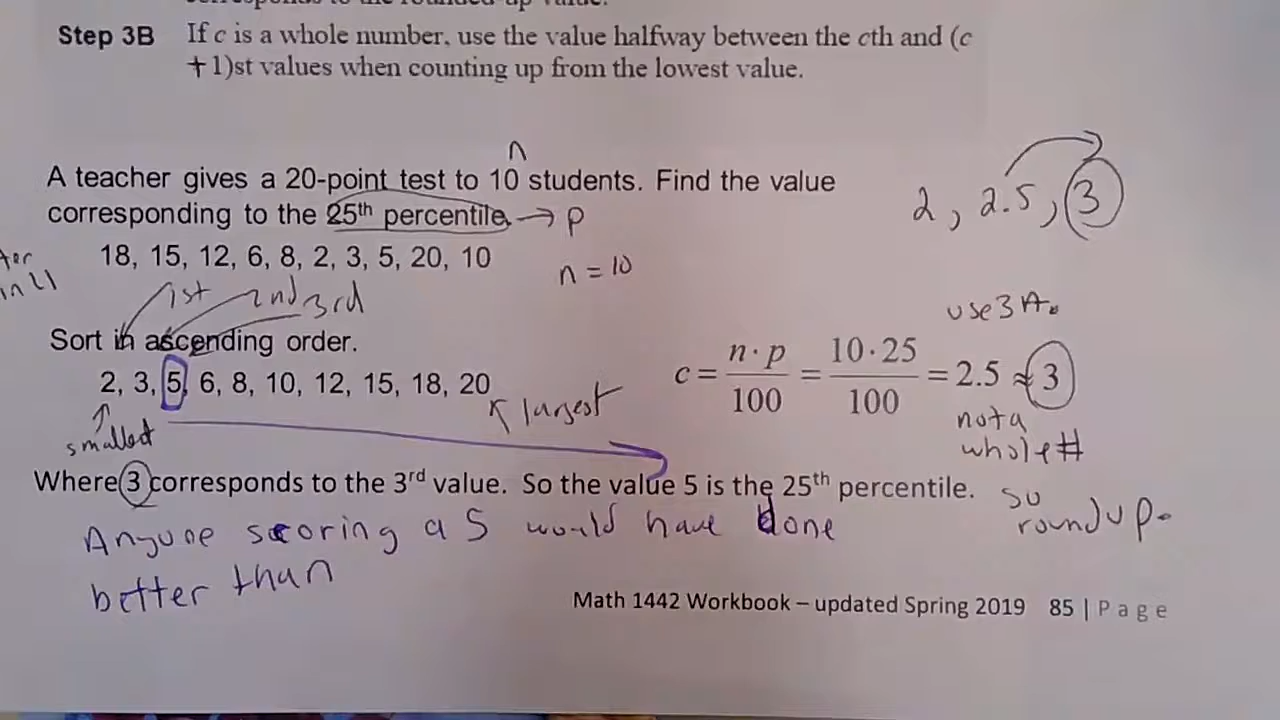 Step 3B If c is a whole number, use the value halfway between the cth and (c
+1)st values when counting up from the lowest value.
n
A teacher gives a 20-point test to 10 students. Find the value
corresponding to the 25th percentile. → p
2, 2.5, 3
18, 15, 12, 6, 8, 2, 3, 5, 20, 10
n = 10
1st 2nd 3rd
use 3A.
Sort in ascending order.
c = n·p / 100 = 10·25 / 100 = 2.5 ≈ 3
2, 3, 5, 6, 8, 10, 12, 15, 18, 20
largest
smallest
not a
whole #
Where 3 corresponds to the 3rd value. So the value 5 is the 25th percentile.
so
round up.
Anyone scoring a 5 would have done
better than
Math 1442 Workbook – updated Spring 2019 85 | Page